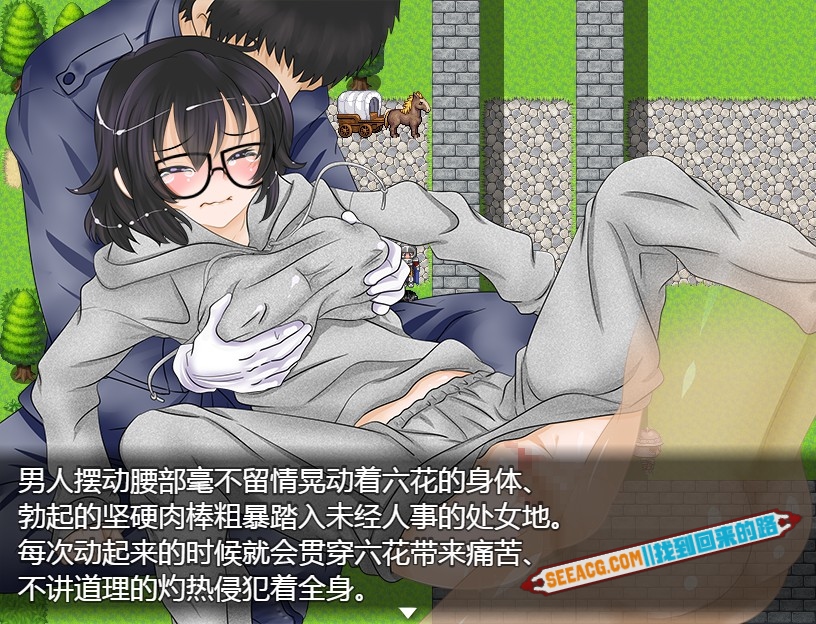 男人摆动腰部毫不留情晃动着六花的身体、
勃起的坚硬肉棒粗暴踏入未经人事的处女地。
每次动起来的时候就会贯穿六花带来痛苦、
不讲道理的灼热侵犯着全身。
SEEACG.COM||找到回来的路